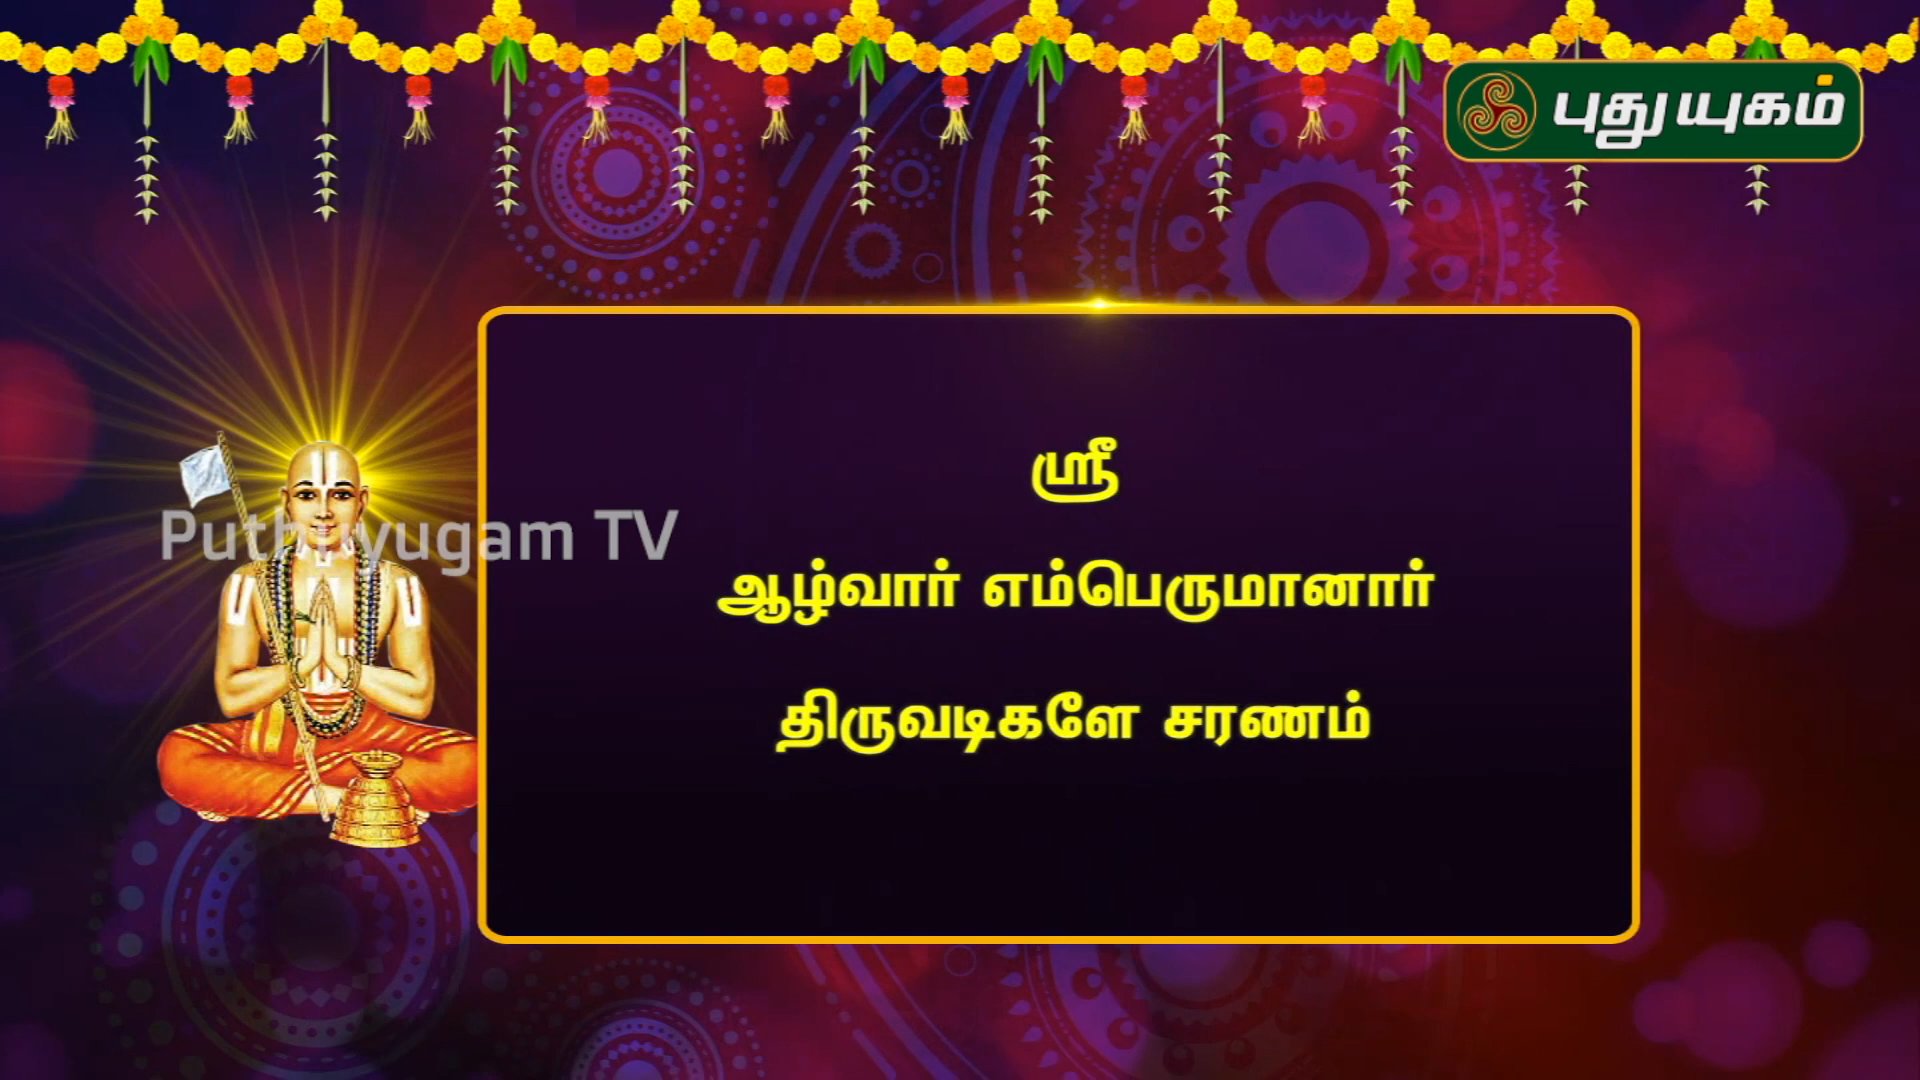 புதுயுகம்
ஸ்ரீ
Puthuyugam TV
ஆழ்வார் எம்பெருமானார்
திருவடிகளே சரணம்